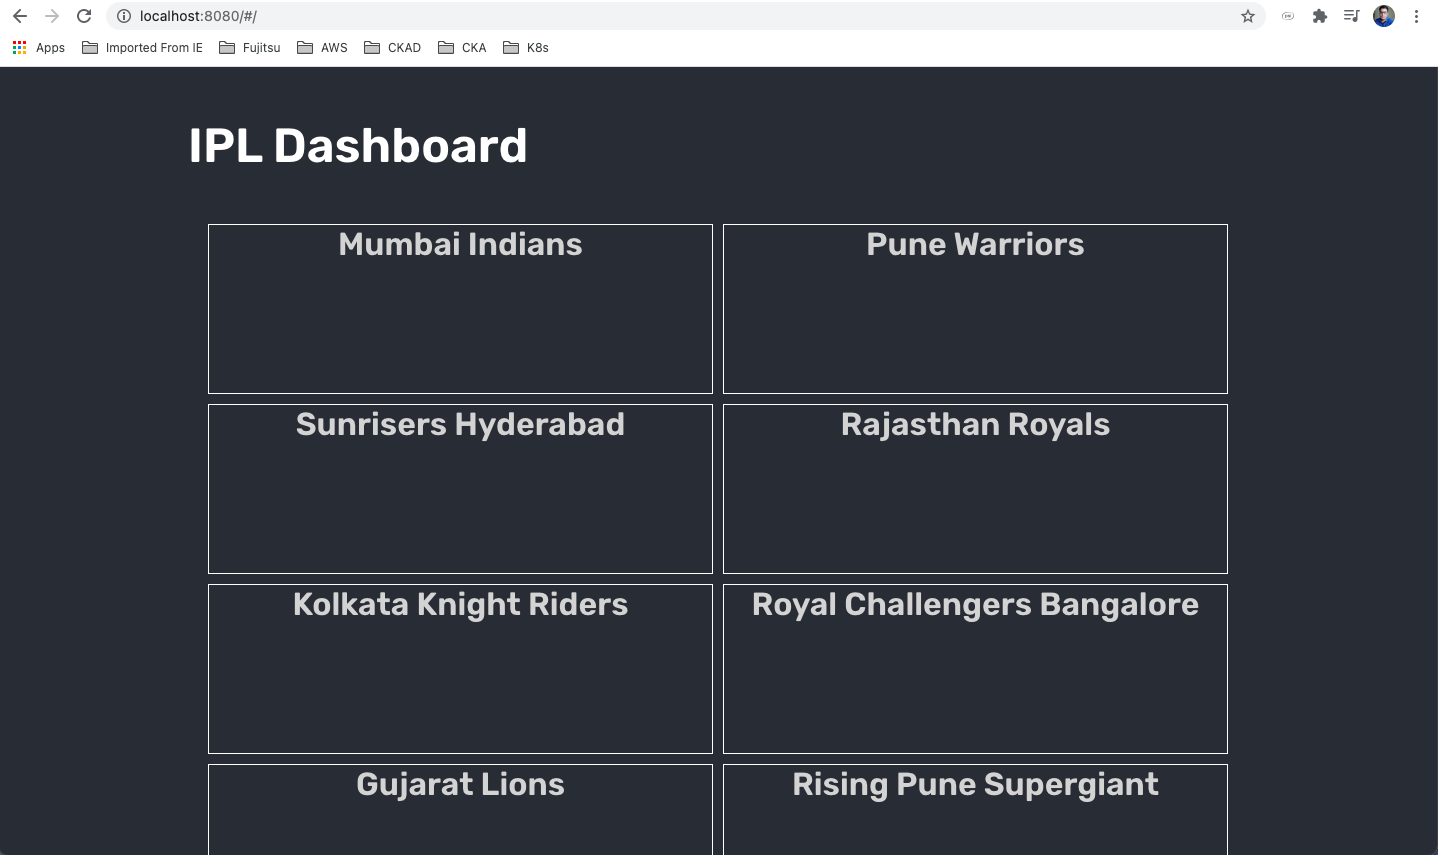 localhost:8080/#/
Apps Imported From IE Fujitsu AWS CKAD CKA K8s
IPL Dashboard
Mumbai Indians Pune Warriors
Sunrisers Hyderabad Rajasthan Royals
Kolkata Knight Riders Royal Challengers Bangalore
Gujarat Lions Rising Pune Supergiant